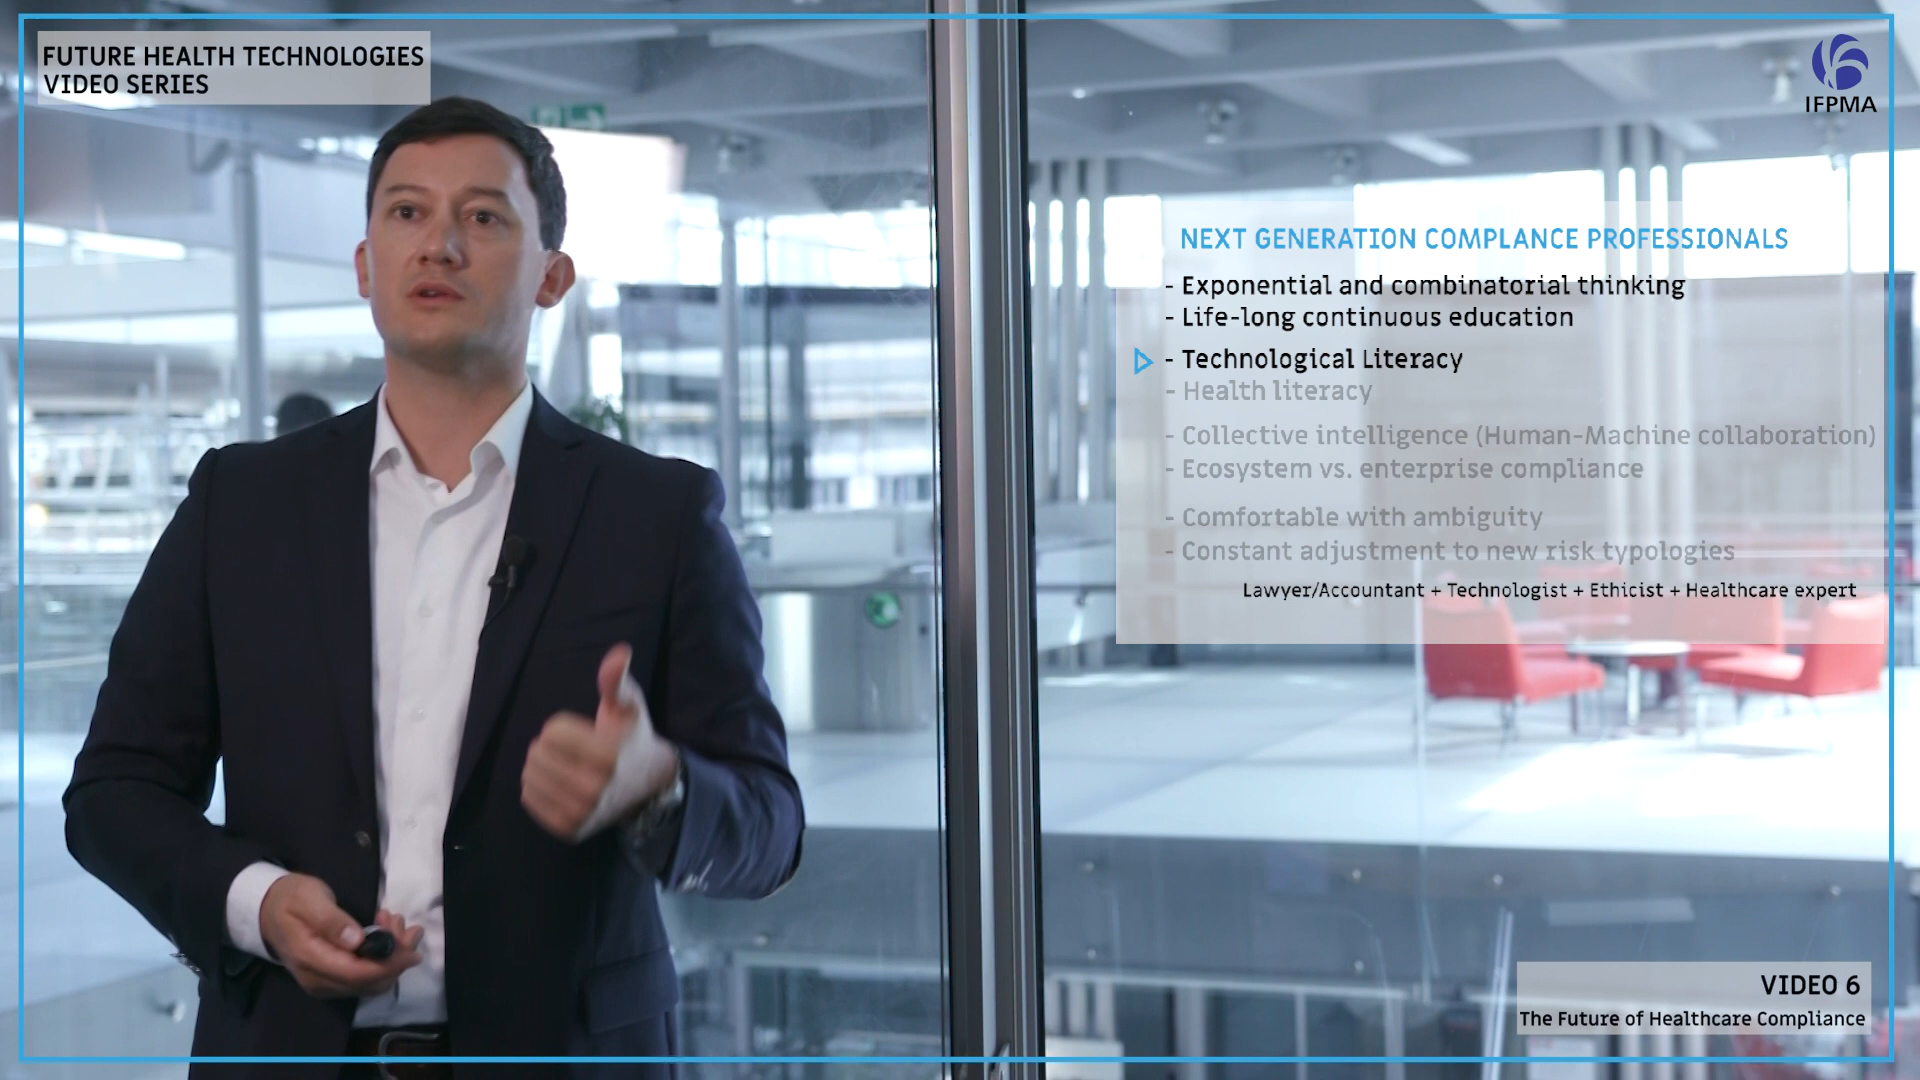 FUTURE HEALTH TECHNOLOGIES
VIDEO SERIES
IFPMA
NEXT GENERATION COMPLANCE PROFESSIONALS
- Exponential and combinatorial thinking
- Life-long continuous education
- Technological Literacy
- Health literacy
- Collective intelligence (Human-Machine collaboration)
- Ecosystem vs. enterprise compliance
- Comfortable with ambiguity
- Constant adjustment to new risk typologies
Lawyer/Accountant + Technologist + Ethicist + Healthcare expert
VIDEO 6
The Future of Healthcare Compliance